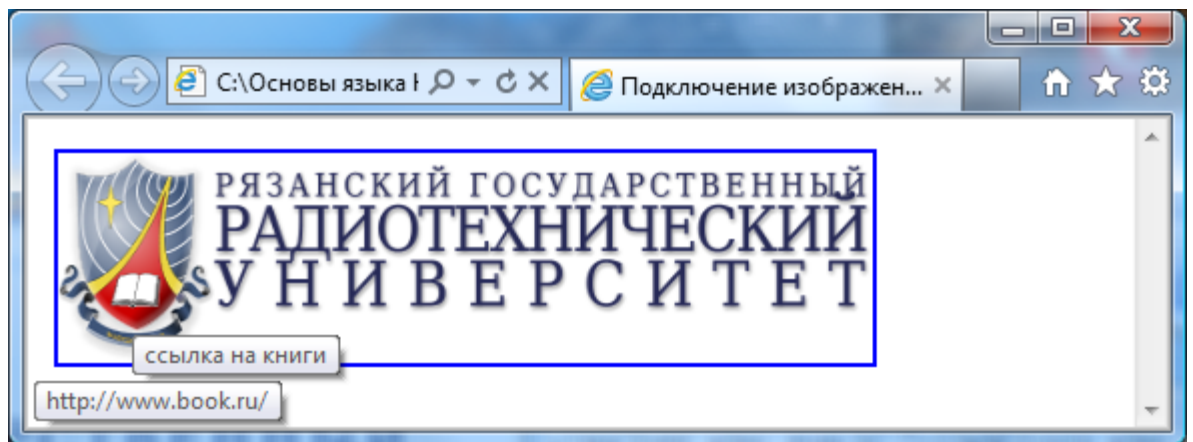 C:\Основы языка
Подключение изображен...
РЯЗАНСКИЙ ГОСУДАРСТВЕННЫЙ
РАДИОТЕХНИЧЕСКИЙ
УНИВЕРСИТЕТ
ссылка на книги
http://www.book.ru/